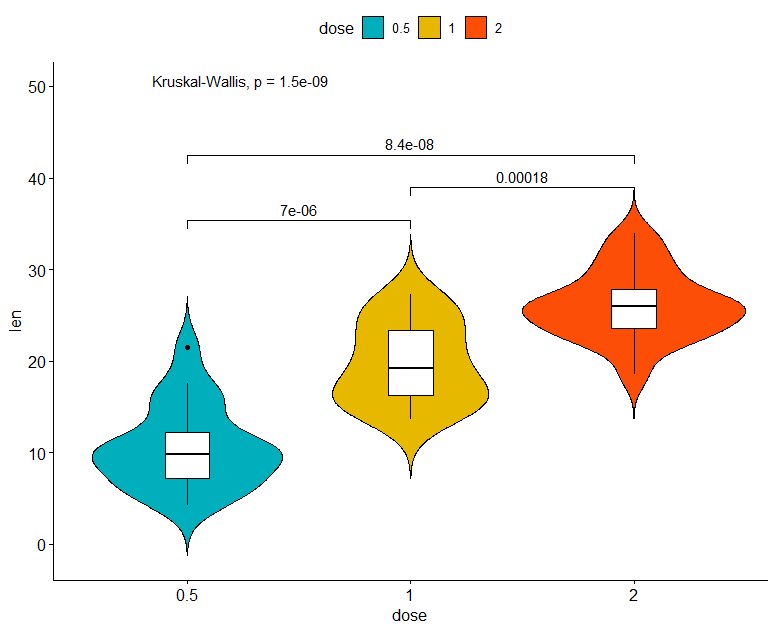 dose 0.5 1 2
Kruskal-Wallis, p = 1.5e-09
50
8.4e-08
40
0.00018
7e-06
30
len
20
10
0
0.5 1 2
dose